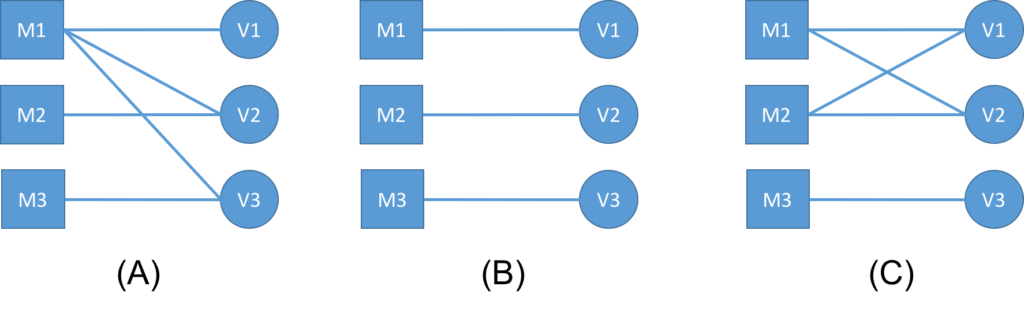 M1 V1 M1 V1 M1 V1
M2 V2 M2 V2 M2 V2
M3 V3 M3 V3 M3 V3
(A) (B) (C)